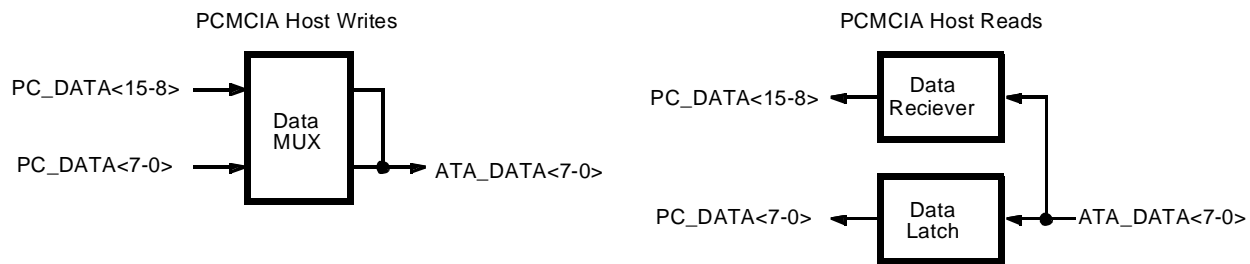 PCMCIA Host Writes
PC_DATA<15-8>
PC_DATA<7-0>
Data
MUX
ATA_DATA<7-0>
PCMCIA Host Reads
PC_DATA<15-8>
Data
Reciever
PC_DATA<7-0>
Data
Latch
ATA_DATA<7-0>